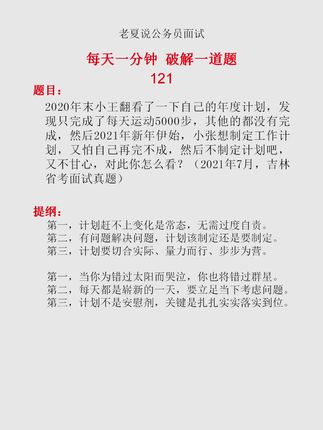 老夏说公务员面试
每天一分钟 破解一道题
121
题目：
2020年末小王翻看了一下自己的年度计划，发
现只完成了每天运动5000步，其他的都没有完
成，然后2021年新年伊始，小张想制定工作计
划，又怕自己再完不成，然后不制定计划吧，
又不甘心，对此你怎么看？（2021年7月，吉林
省考面试真题）
提纲：
第一，计划赶不上变化是常态，无需过度自责。
第二，有问题解决问题，计划该制定还是要制定。
第三，计划要切合实际、量力而行、步步为营。
第一，当你为错过太阳而哭泣，你也将错过群星。
第二，每天都是崭新的一天，要立足当下考虑问题。
第三，计划不是安慰剂，关键是扎扎实实落实到位。